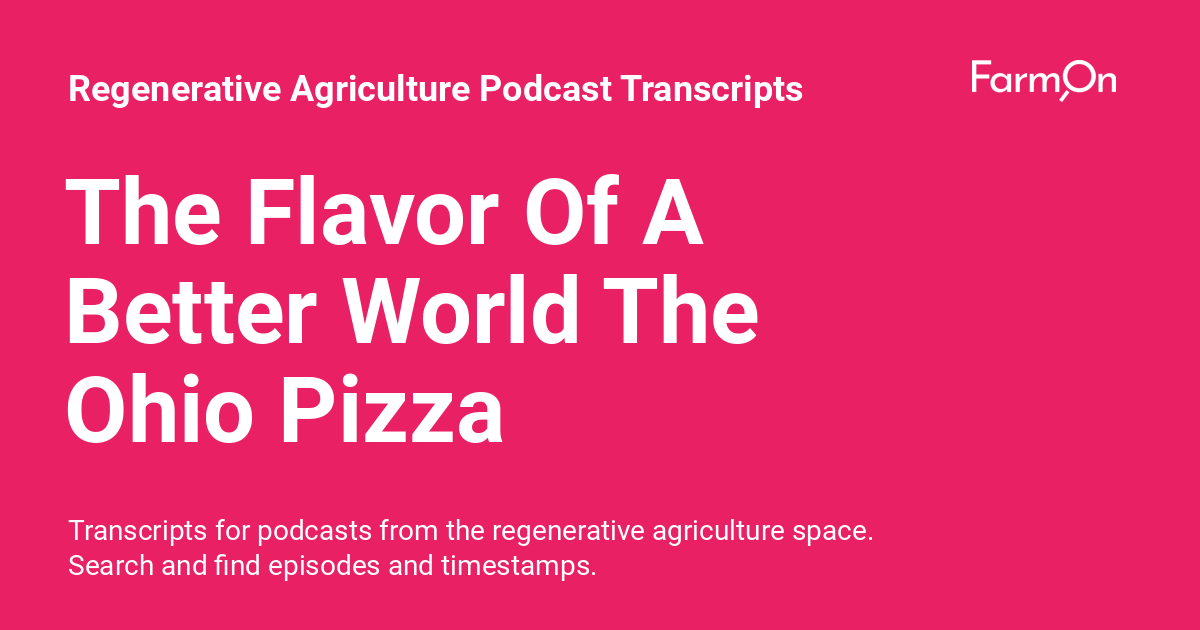 Regenerative Agriculture Podcast Transcripts
FarmOn
The Flavor Of A
Better World The
Ohio Pizza
Transcripts for podcasts from the regenerative agriculture space.
Search and find episodes and timestamps.